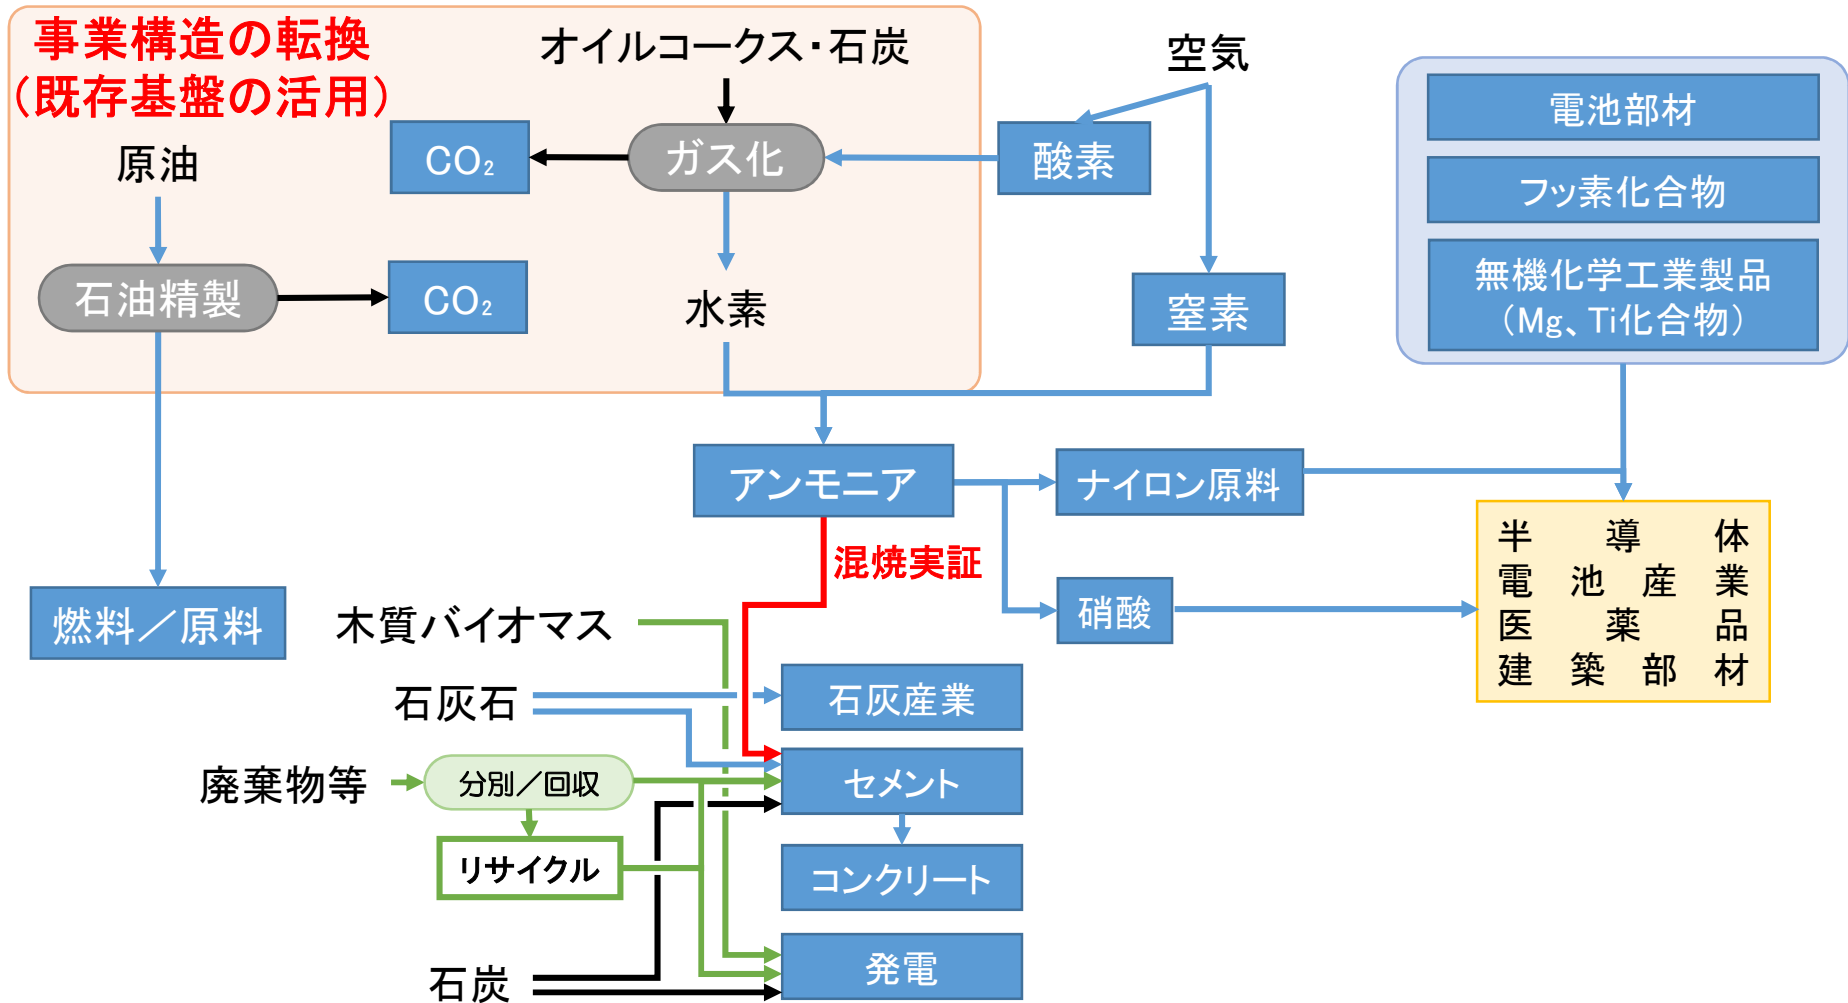 事業構造の転換
（既存基盤の活用）
オイルコークス・石炭
空気
電池部材
CO₂
ガス化
酸素
原油
フッ素化合物
石油精製
CO₂
水素
窒素
無機化学工業製品
（Mg、Ti化合物）
アンモニア
ナイロン原料
混焼実証
半導体
電池産業
医薬品
建築部材
燃料／原料
木質バイオマス
硝酸
石灰石
石灰産業
廃棄物等
分別／回収
セメント
リサイクル
コンクリート
石炭
発電